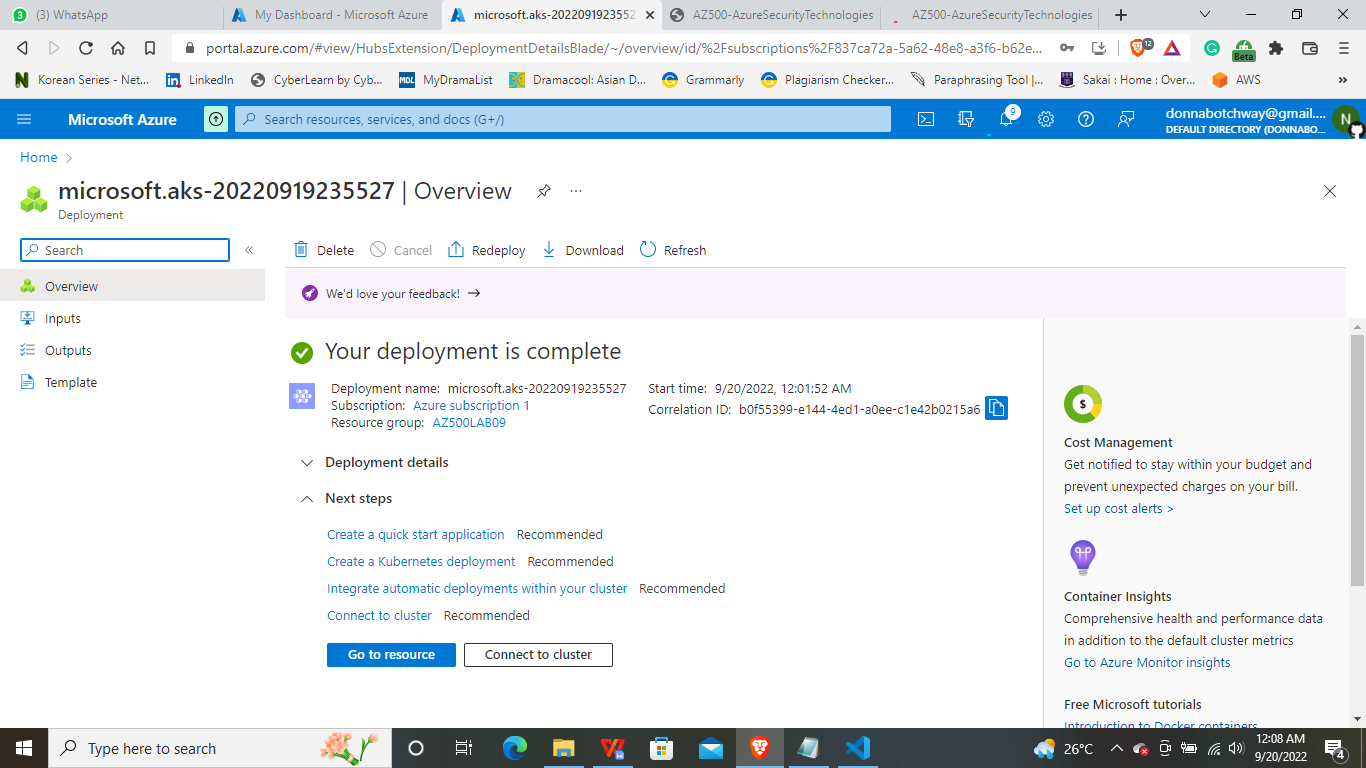 (3) WhatsApp
My Dashboard - Microsoft Azure
microsoft.aks-2022091923552
AZ500-AzureSecurityTechnologies
AZ500-AzureSecurityTechnologies
portal.azure.com/#view/HubsExtension/DeploymentDetailsBlade/~/overview/id/%2Fsubscriptions%2F837ca72a-5a62-48e8-a3f6-b62e...
12
Beta
Korean Series - Net...
LinkedIn
CyberLearn by Cyb...
MDL MyDramaList
Dramacool: Asian D...
Grammarly
Plagiarism Checker...
Paraphrasing Tool |...
Sakai : Home : Over...
AWS
»
Microsoft Azure
Search resources, services, and docs (G+/)
9
donnabotchway@gmail....
DEFAULT DIRECTORY (DONNABO...
N
Home
microsoft.aks-20220919235527 | Overview
Deployment
Search
«
Delete
Cancel
Redeploy
Download
Refresh
Overview
Inputs
Outputs
Template
We'd love your feedback! →
Your deployment is complete
Deployment name: microsoft.aks-20220919235527
Subscription: Azure subscription 1
Resource group: AZ500LAB09
Start time: 9/20/2022, 12:01:52 AM
Correlation ID: b0f55399-e144-4ed1-a0ee-c1e42b0215a6
Deployment details
Next steps
Create a quick start application Recommended
Create a Kubernetes deployment Recommended
Integrate automatic deployments within your cluster Recommended
Connect to cluster Recommended
Go to resource
Connect to cluster
$
Cost Management
Get notified to stay within your budget and
prevent unexpected charges on your bill.
Set up cost alerts >
Container Insights
Comprehensive health and performance data
in addition to the default cluster metrics
Go to Azure Monitor insights
Free Microsoft tutorials
Introduction to Docker containers
Type here to search
26°C
12:08 AM
9/20/2022
4